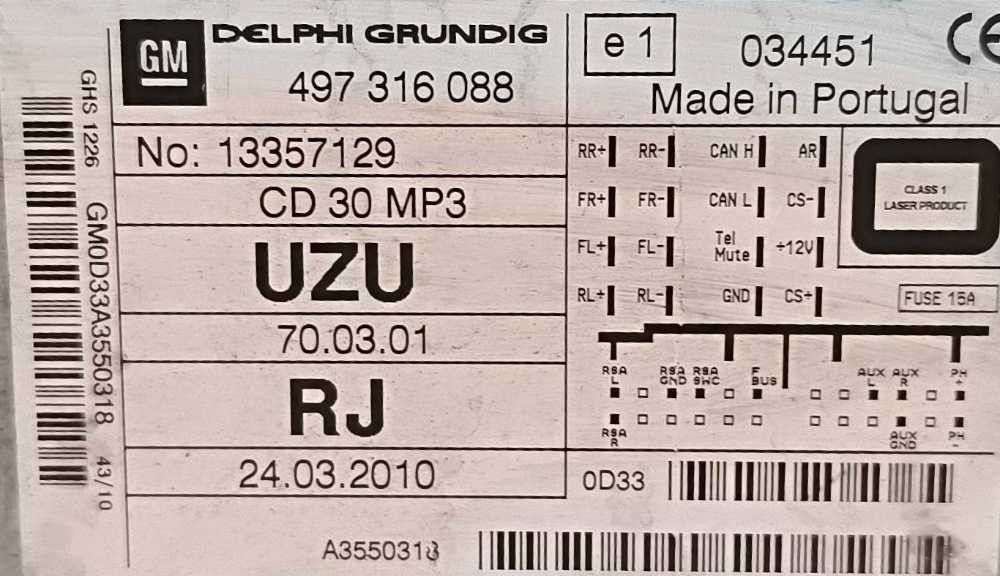 GM
DELPHI GRUNDIG
497 316 088
e 1
034451
CE
Made in Portugal
No: 13357129
CD 30 MP3
UZU
70.03.01
RJ
24.03.2010
RR+ RR- CAN H AR
FR+ FR- CAN L CS-
FL+ FL- Tel Mute +12V
RL+ RL- GND CS+
CLASS 1
LASER PRODUCT
FUSE 15A
RSA L RSA GND RSA SWC F BUS AUX L AUX R PH +
RSA R AUX GND PH -
0D33
A3550318
GHS 1226 GM0D33A3550318 43/10